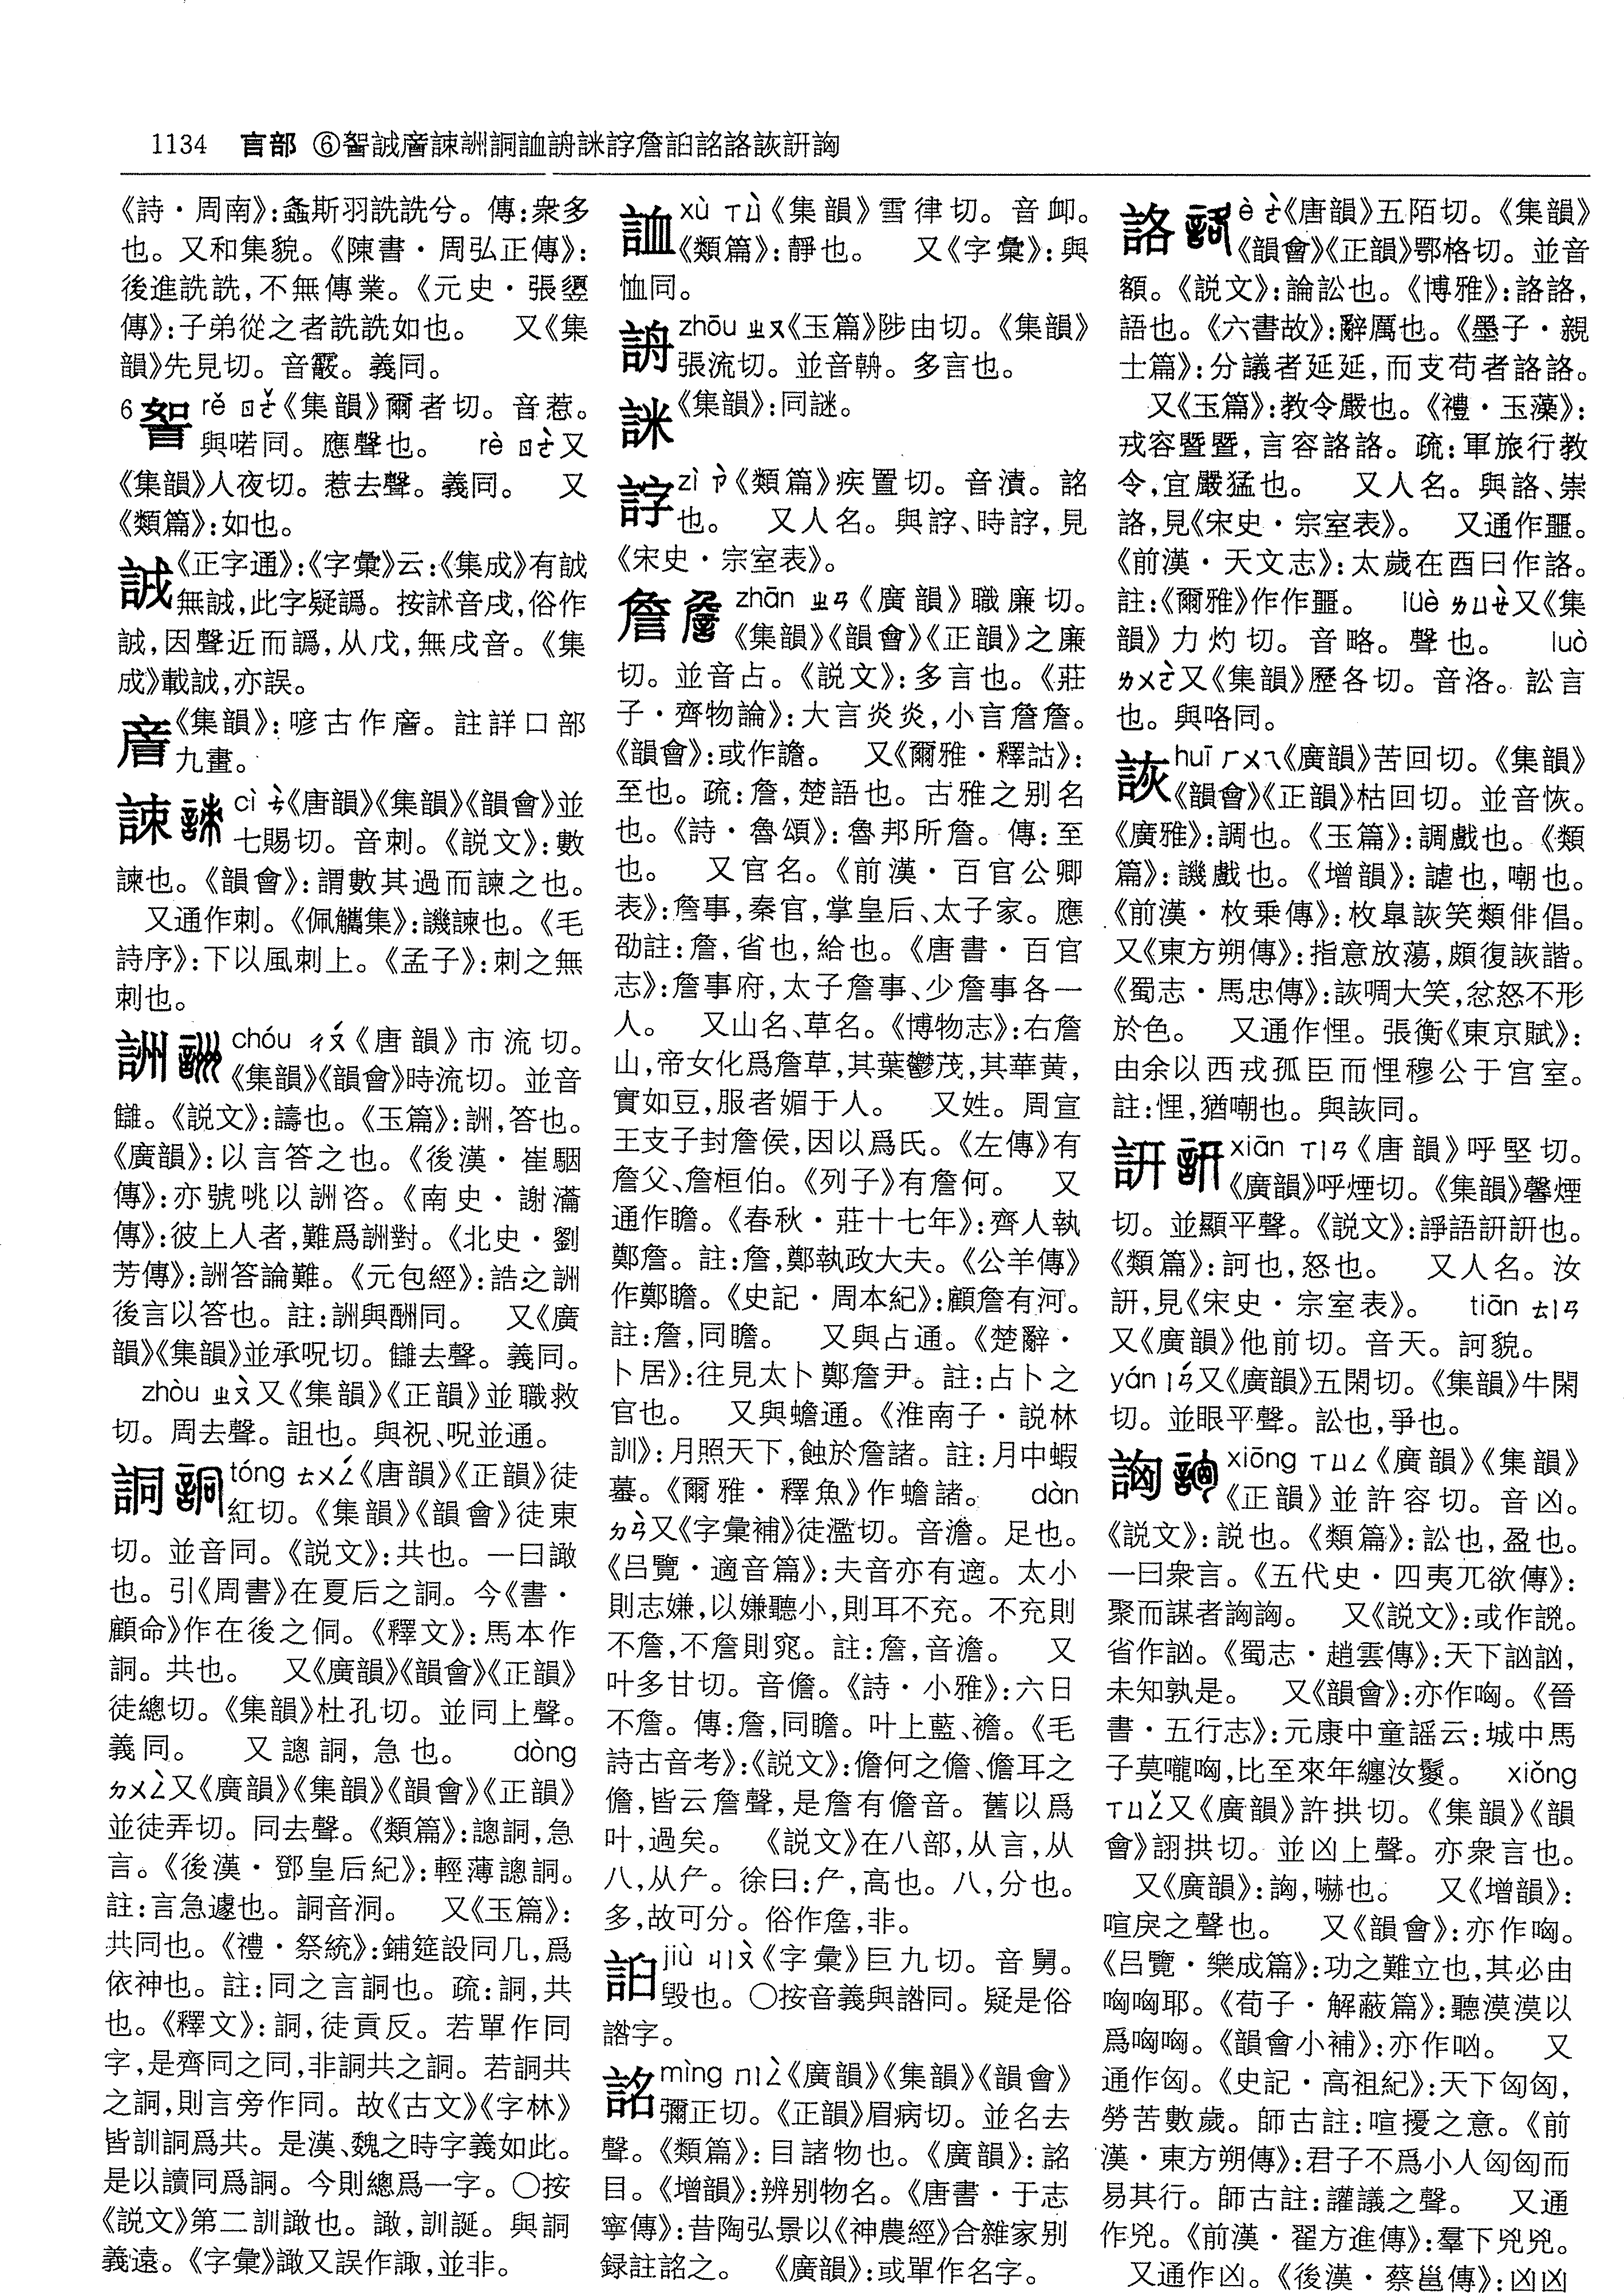 1134 言部 ⑥䛇誠䛨諫詶詷詯䛆詸䛐詹䛮詺詻詼訮詾
《詩·周南》:螽斯羽詵詵兮。傳:衆多
也。又和集貌。《陳書·周弘正傳》:
後進詵詵,不無傳業。《元史·張
傳》:子弟從之者詵詵如也。 又《集
韻》先見切。音霰。義同。
6 rě ㄖㄜˇ《集韻》爾者切。音惹。
與喏同。應聲也。 rè ㄖㄜˋ又
《集韻》人夜切。惹去聲。義同。 又
《類篇》:如也。
《正字通》:《字彙》云:《集成》有誠
無誠,此字疑譌。按訹音戌,俗作
誠,因聲近而譌,从戊,無戌音。《集
成》載誠,亦誤。
《集韻》:喭古作。註詳口部
九畫。
誎 cì ㄘˋ《唐韻》《集韻》《韻會》並
七賜切。音刺。《説文》:數
諫也。《韻會》:謂數其過而諫之也。
又通作刺。《佩觿集》:譏諫也。《毛
詩序》:下以風刺上。《孟子》:刺之無
刺也。
詶 chóu ㄔㄡˊ《唐韻》市流切。
《集韻》《韻會》時流切。並音
讎。《説文》:譸也。《玉篇》:詶,答也。
《廣韻》:以言答之也。《後漢·崔駰
傳》:亦號咷以詶咨。《南史·謝瀹
傳》:彼上人者,難爲詶對。《北史·劉
芳傳》:詶答論難。《元包經》:誥之詶
後言以答也。註:詶與酬同。 又《廣
韻》《集韻》並承呪切。讎去聲。義同。
zhòu ㄓㄡˋ又《集韻》《正韻》並職救
切。周去聲。詛也。與祝、呪並通。
詷 tóng ㄊㄨㄥˊ《唐韻》《正韻》徒
紅切。《集韻》《韻會》徒東
切。並音同。《説文》:共也。一曰譀
也。引《周書》在夏后之詷。今《書·
顧命》作在後之侗。《釋文》:馬本作
詷。共也。 又《廣韻》《韻會》《正韻》
徒總切。《集韻》杜孔切。並同上聲。
義同。 又謥詷,急也。 dòng
ㄉㄨㄥˋ又《廣韻》《集韻》《韻會》《正韻》
並徒弄切。同去聲。《類篇》:謥詷,急
言。《後漢·鄧皇后紀》:輕薄謥詷。
註:言急遽也。詷音洞。 又《玉篇》:
共同也。《禮·祭統》:鋪筵設同几,爲
依神也。註:同之言詷也。疏:詷,共
也。《釋文》:詷,徒貢反。若單作同
字,是齊同之同,非詷共之詷。若詷共
之詷,則言旁作同。故《古文》《字林》
皆訓詷爲共。是漢、魏之時字義如此。
是以讀同爲詷。今則總爲一字。〇按
《説文》第二訓譀也。譀,訓誕。與詷
義遠。《字彙》譀又誤作諏,並非。
詯 xù ㄒㄩˋ《集韻》雪律切。音卹。
《類篇》:靜也。 又《字彙》:與
恤同。
zhōu ㄓㄡ《玉篇》陟由切。《集韻》
張流切。並音輈。多言也。
詸 《集韻》:同謎。
zì ㄗˋ《類篇》疾置切。音漬。詺
也。 又人名。與䛐、時䛐,見
《宋史·宗室表》。
詹 zhān ㄓㄢ《廣韻》職廉切。
《集韻》《韻會》《正韻》之廉
切。並音占。《説文》:多言也。《莊
子·齊物論》:大言炎炎,小言詹詹。
《韻會》:或作譫。 又《爾雅·釋詁》:
至也。疏:詹,楚語也。古雅之别名
也。《詩·魯頌》:魯邦所詹。傳:至
也。 又官名。《前漢·百官公卿
表》:詹事,秦官,掌皇后、太子家。應
劭註:詹,省也,給也。《唐書·百官
志》:詹事府,太子詹事、少詹事各一
人。 又山名、草名。《博物志》:右詹
山,帝女化爲詹草,其葉鬱茂,其華黄,
實如豆,服者媚于人。 又姓。周宣
王支子封詹侯,因以爲氏。《左傳》有
詹父、詹桓伯。《列子》有詹何。 又
通作瞻。《春秋·莊十七年》:齊人執
鄭詹。註:詹,鄭執政大夫。《公羊傳》
作鄭瞻。《史記·周本紀》:顧詹有河。
註:詹,同瞻。 又與占通。《楚辭·
卜居》:往見太卜鄭詹尹。註:占卜之
官也。 又與蟾通。《淮南子·説林
訓》:月照天下,蝕於詹諸。註:月中蝦
蟇。《爾雅·釋魚》作蟾諸。 dàn
ㄉㄢˋ又《字彙補》徒濫切。音澹。足也。
《吕覽·適音篇》:夫音亦有適。太小
則志嫌,以嫌聽小,則耳不充。不充則
不詹,不詹則窕。註:詹,音澹。 又
叶多甘切。音儋。《詩·小雅》:六日
不詹。傳:詹,同瞻。叶上藍、襜。《毛
詩古音考》:《説文》:儋何之儋、儋耳之
儋,皆云詹聲,是詹有儋音。舊以爲
叶,過矣。 《説文》在八部,从言,从
八,从厃。徐曰:厃,高也。八,分也。
多,故可分。俗作詹,非。
jiù ㄐㄧㄡˋ《字彙》巨九切。音舅。
毁也。〇按音義與諮同。疑是俗
諮字。
詺 mìng ㄇㄧㄥˋ《廣韻》《集韻》《韻會》
彌正切。《正韻》眉病切。並名去
聲。《類篇》:目諸物也。《廣韻》:詺
目。《增韻》:辨别物名。《唐書·于志
寧傳》:昔陶弘景以《神農經》合雜家别
録註詺之。 《廣韻》:或單作名字。
詻 è ㄜˋ《唐韻》五陌切。《集韻》
《韻會》《正韻》鄂格切。並音
額。《説文》:論訟也。《博雅》:詻詻,
語也。《六書故》:辭厲也。《墨子·親
士篇》:分議者延延,而支苟者詻詻。
又《玉篇》:教令嚴也。《禮·玉藻》:
戎容暨暨,言容詻詻。疏:軍旅行教
令,宜嚴猛也。 又人名。與詻、崇
詻,見《宋史·宗室表》。 又通作噩。
《前漢·天文志》:太歲在酉曰作詻。
註:《爾雅》作作噩。 lüè ㄌㄩㄝˋ又《集
韻》力灼切。音略。聲也。 luò
ㄌㄨㄛˋ又《集韻》歷各切。音洛。訟言
也。與咯同。
詼 huī ㄏㄨㄟ《廣韻》苦回切。《集韻》
《韻會》《正韻》枯回切。並音恢。
《廣雅》:調也。《玉篇》:調戲也。《類
篇》:譏戲也。《增韻》:謔也,嘲也。
《前漢·枚乗傳》:枚臯詼笑類俳倡。
又《東方朔傳》:指意放蕩,頗復詼諧。
《蜀志·馬忠傳》:詼啁大笑,忿怒不形
於色。 又通作悝。張衡《東京賦》:
由余以西戎孤臣而悝穆公于宫室。
註:悝,猶嘲也。與詼同。
訮 xiān ㄒㄧㄢ《唐韻》呼堅切。
《廣韻》呼煙切。《集韻》馨煙
切。並顯平聲。《説文》:諍語訮訮也。
《類篇》:訶也,怒也。 又人名。汝
訮,見《宋史·宗室表》。 tiān ㄊㄧㄢ
又《廣韻》他前切。音天。訶貌。
yán ㄧㄢˊ又《廣韻》五閑切。《集韻》牛閑
切。並眼平聲。訟也,爭也。
詾 xiōng ㄒㄩㄥ《廣韻》《集韻》
《正韻》並許容切。音凶。
《説文》:説也。《類篇》:訟也,盈也。
一曰衆言。《五代史·四夷兀欲傳》:
聚而謀者詾詾。 又《説文》:或作説。
省作訩。《蜀志·趙雲傳》:天下訩訩,
未知孰是。 又《韻會》:亦作哅。《晉
書·五行志》:元康中童謡云:城中馬
子莫嚨哅,比至來年纏汝鬉。 xiǒng
ㄒㄩㄥˇ又《廣韻》許拱切。《集韻》《韻
會》詡拱切。並凶上聲。亦衆言也。
又《廣韻》:詾,嚇也。 又《增韻》:
喧戾之聲也。 又《韻會》:亦作哅。
《吕覽·樂成篇》:功之難立也,其必由
哅哅耶。《荀子·解蔽篇》:聽漠漠以
爲哅哅。《韻會小補》:亦作㕼。 又
通作匈。《史記·高祖紀》:天下匈匈,
勞苦數歲。師古註:喧擾之意。《前
漢·東方朔傳》:君子不爲小人匈匈而
易其行。師古註:讙議之聲。 又通
作兇。《前漢·翟方進傳》:羣下兇兇。
又通作凶。《後漢·蔡邕傳》:凶凶